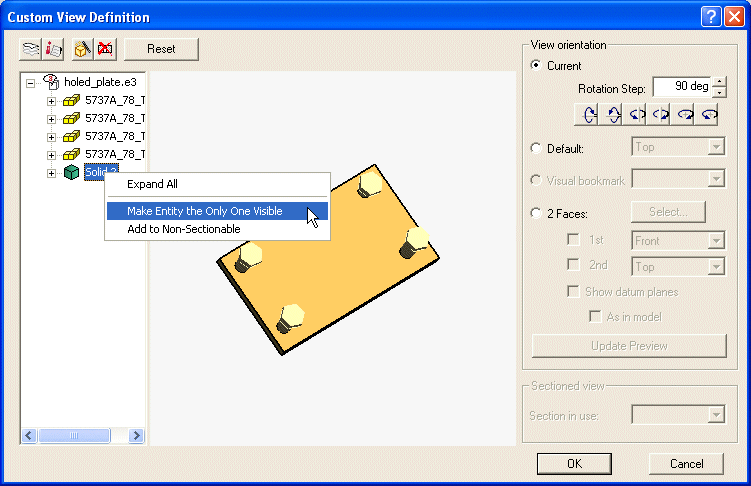 Custom View Definition
Reset
holed_plate.e3
5737A_78_T
5737A_78_T
5737A_78_T
5737A_78_T
Solid 2
Expand All
Make Entity the Only One Visible
Add to Non-Sectionable
View orientation
Current
Rotation Step:
90 deg
Default:
Top
Visual bookmark
2 Faces:
Select...
1st
Front
2nd
Top
Show datum planes
As in model
Update Preview
Sectioned view
Section in use:
OK
Cancel